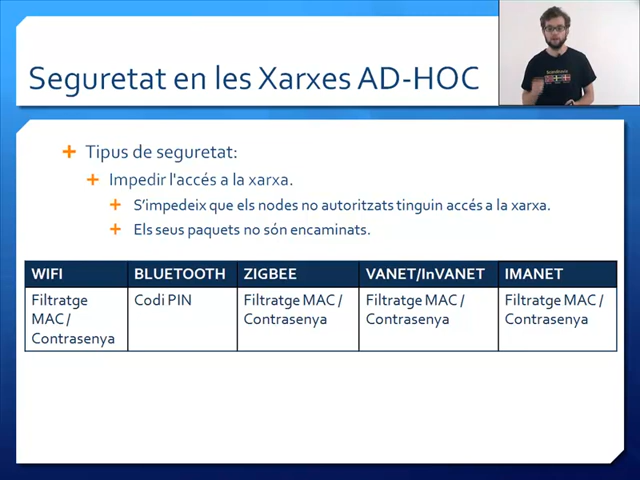 Seguretat en les Xarxes AD-HOC
Tipus de seguretat:
Impedir l'accés a la xarxa.
S'impedeix que els nodes no autoritzats tinguin accés a la xarxa.
Els seus paquets no són encaminats.
WIFI BLUETOOTH ZIGBEE VANET/InVANET IMANET
Filtratge MAC / Contrasenya Codi PIN Filtratge MAC / Contrasenya Filtratge MAC / Contrasenya Filtratge MAC / Contrasenya